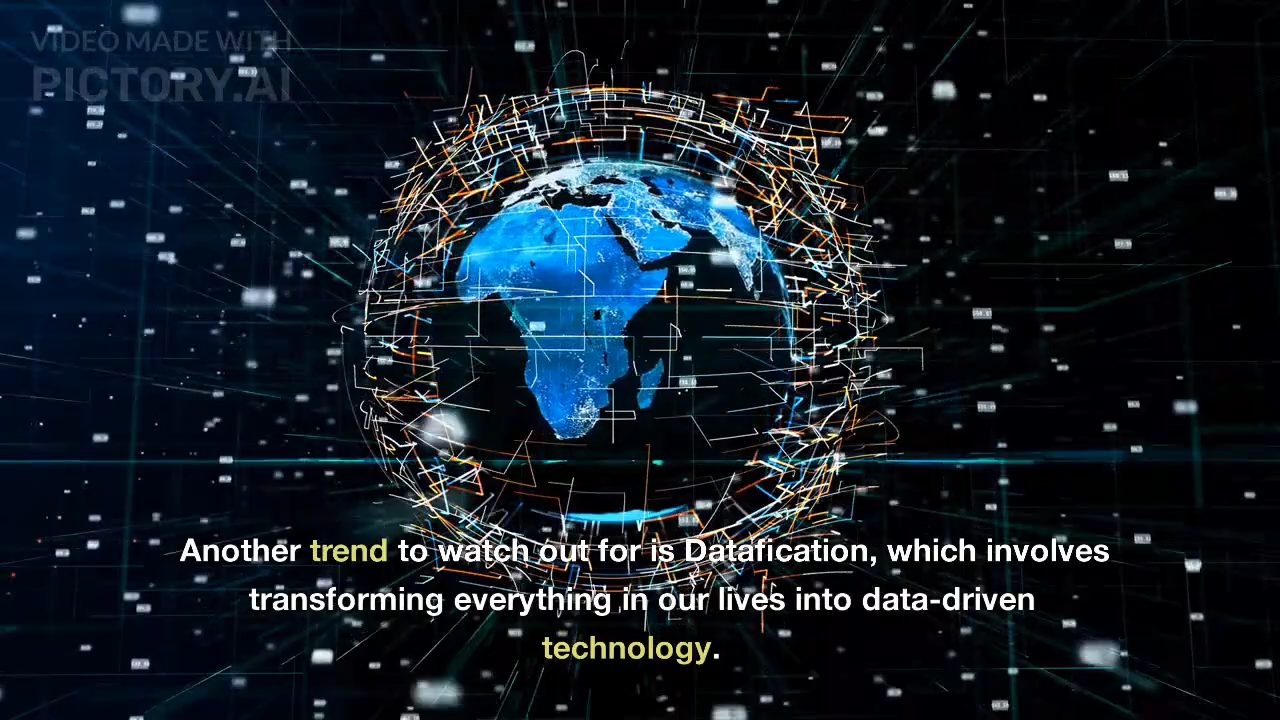 VIDEO MADE WITH
PICTORY.AI
Another trend to watch out for is Datafication, which involves
transforming everything in our lives into data-driven
technology.